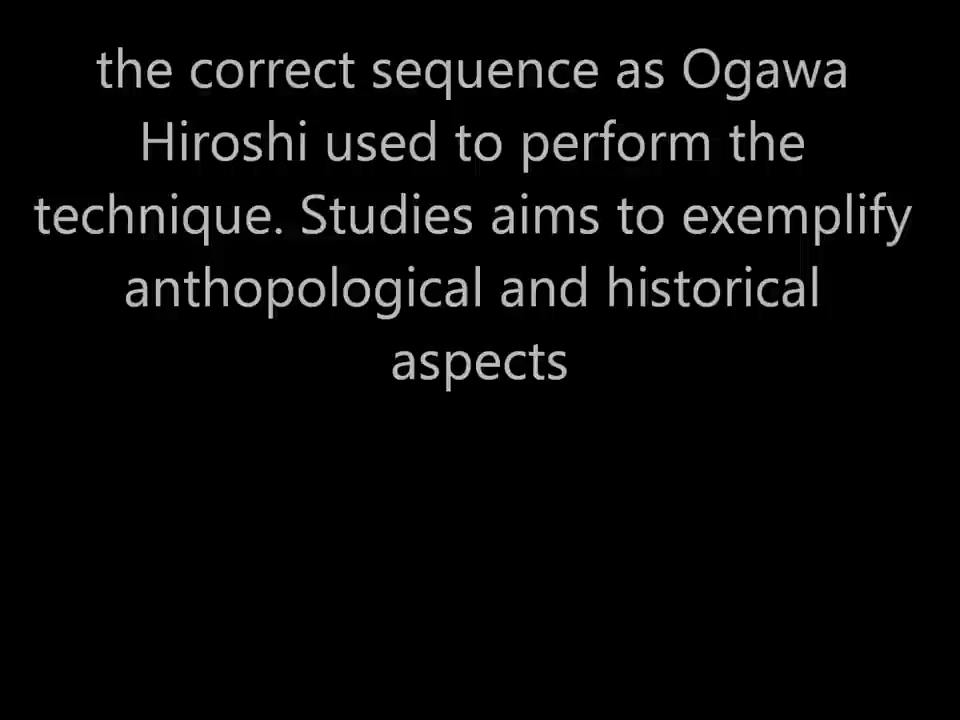 the correct sequence as Ogawa
Hiroshi used to perform the
technique. Studies aims to exemplify
anthopological and historical
aspects